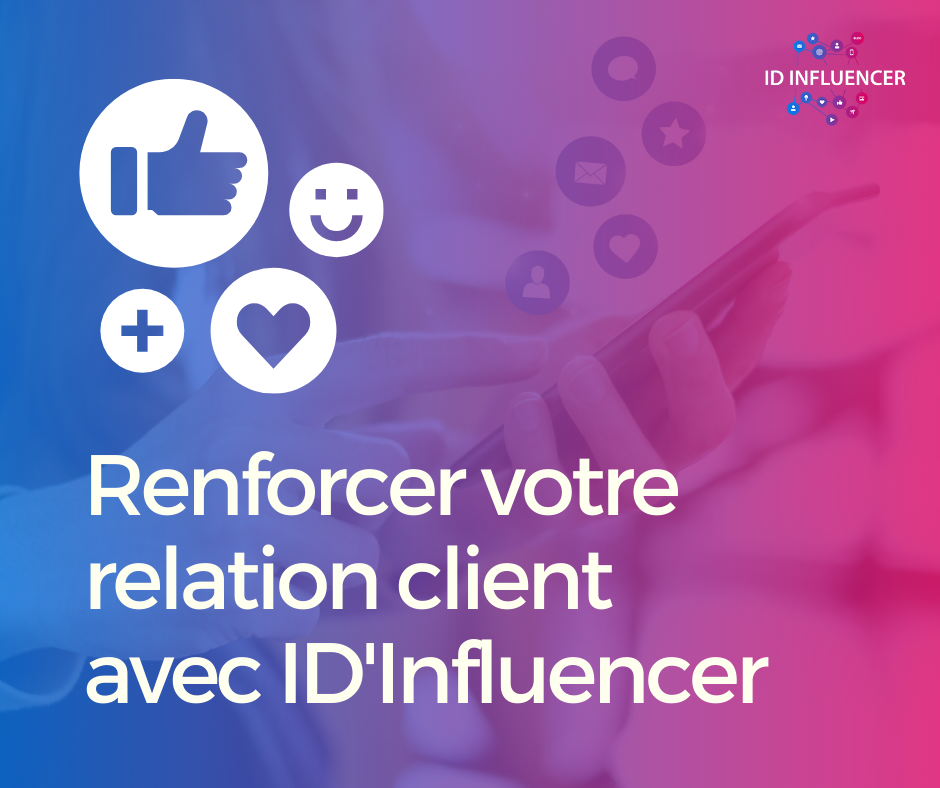 ID INFLUENCER
Renforcer votre
relation client
avec ID'Influencer